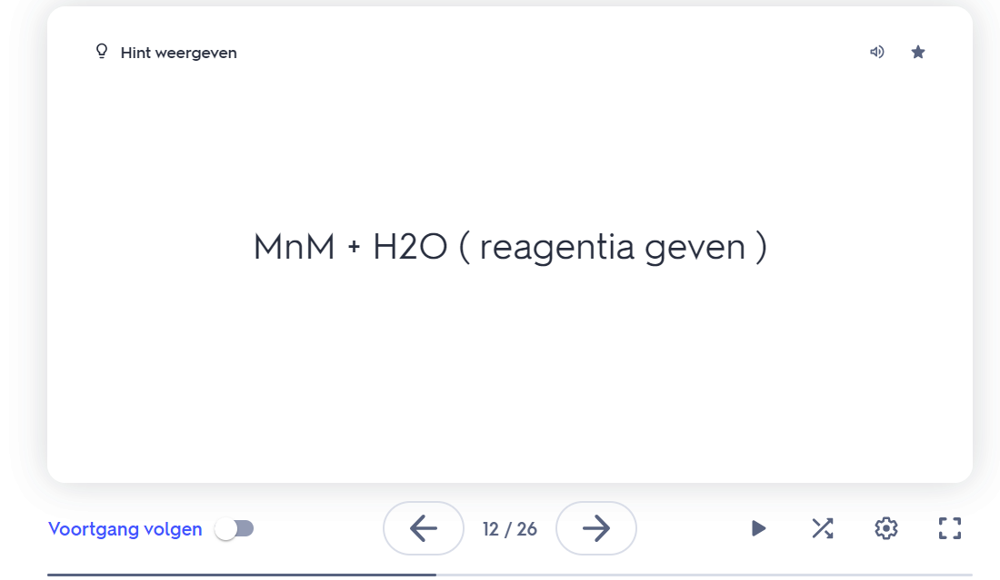 Hint weergeven
MnM + H2O ( reagentia geven )
Voortgang volgen
12 / 26